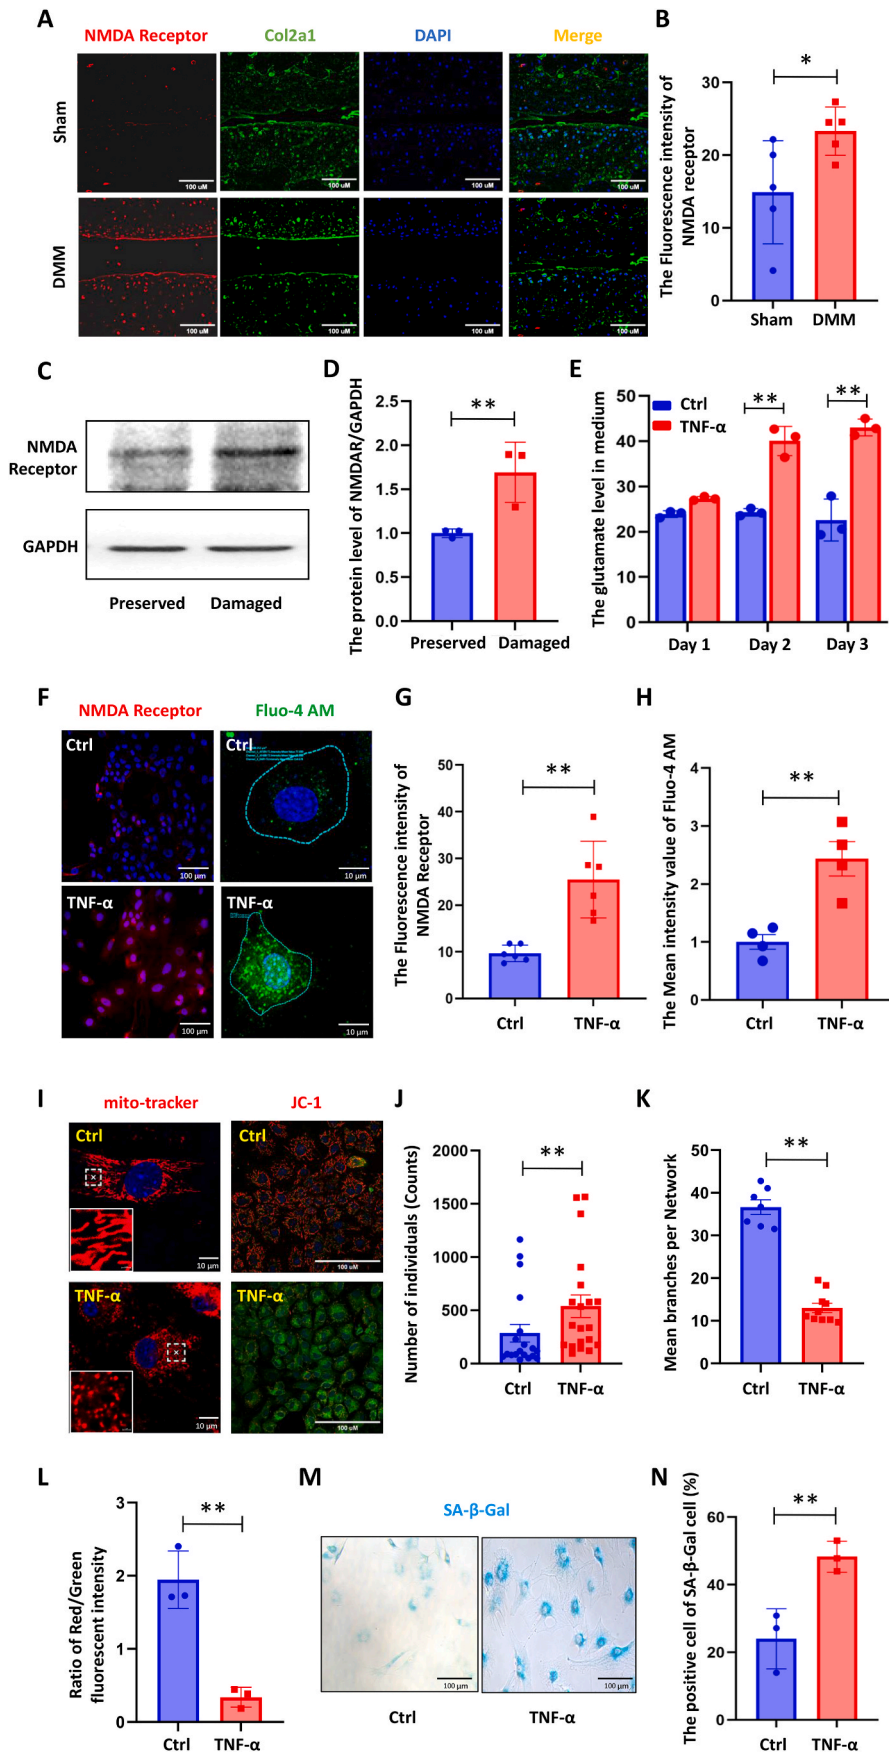 A
NMDA Receptor Col2a1 DAPI Merge
Sham
100 uM 100 uM 100 uM 100 uM
DMM
100 uM 100 uM 100 uM 100 uM
B
The Fluorescence intensity of
NMDA receptor
30
20
10
0
*
Sham DMM
C
NMDA
Receptor
GAPDH
Preserved Damaged
D
The protein level of NMDAR/GAPDH
2.5
2.0
1.5
1.0
0.5
0.0
**
Preserved Damaged
E
The glutamate level in medium
50
40
30
20
10
0
Ctrl
TNF-α
** **
Day 1 Day 2 Day 3
F
NMDA Receptor Fluo-4 AM
Ctrl Ctrl
100 μm 10 μm
TNF-α TNF-α
100 μm 10 μm
G
The Fluorescence intensity of
NMDA Receptor
50
40
30
20
10
0
**
Ctrl TNF-α
H
The Mean intensity value of Fluo-4 AM
4
3
2
1
0
**
Ctrl TNF-α
I
mito-tracker JC-1
Ctrl Ctrl
10 μm 100 uM
TNF-α TNF-α
10 μm 100 uM
J
Number of individuals (Counts)
2000
1500
1000
500
0
**
Ctrl TNF-α
K
Mean branches per Network
50
40
30
20
10
0
**
Ctrl TNF-α
L
Ratio of Red/Green
fluorescent intensity
3
2
1
0
**
Ctrl TNF-α
M
SA-β-Gal
100 μm 100 μm
Ctrl TNF-α
N
The positive cell of SA-β-Gal cell (%)
60
40
20
0
**
Ctrl TNF-α